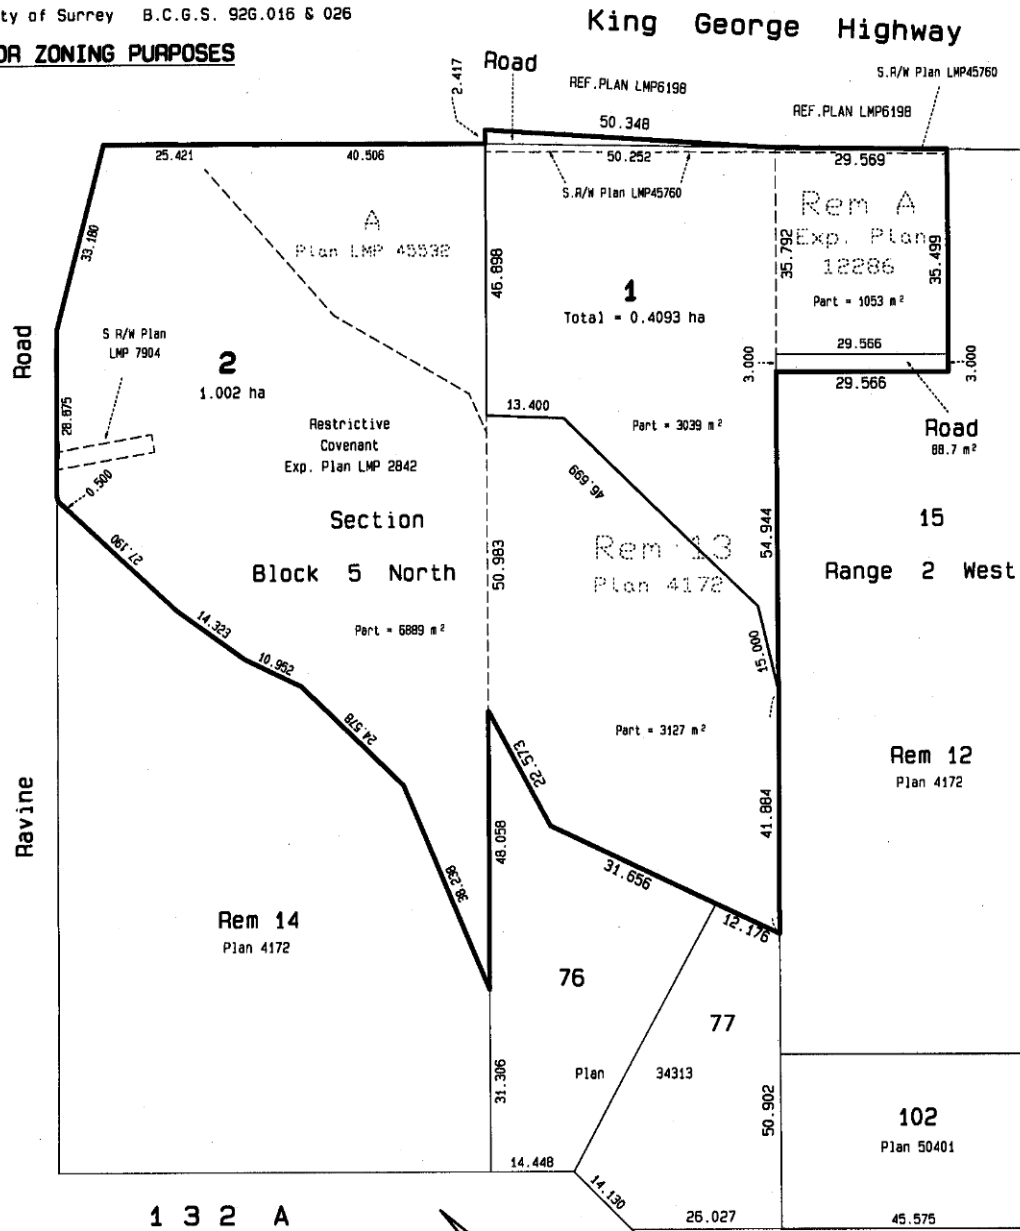 ty of Surrey B.C.G.S. 92G.016 & 026
OR ZONING PURPOSES
King George Highway
Road
2.417
REF.PLAN LMP6198
S.R/W Plan LMP45760
REF.PLAN LMP6198
50.348
25.421
40.506
50.252
29.569
S.R/W Plan LMP45760
A
Plan LMP 45532
33.180
46.898
Rem A
Exp. Plan
12286
35.792
35.499
Part = 1053 m²
1
Total = 0.4093 ha
Road
S R/W Plan
LMP 7904
2
1.002 ha
29.566
3.000
3.000
29.566
28.875
13.400
Part = 3039 m²
Road
88.7 m²
Restrictive
Covenant
Exp. Plan LMP 2842
0.500
46.699
Section
15
27.190
50.983
Rem 13
Plan 4172
54.944
Block 5 North
Range 2 West
14.323
Part = 6889 m²
10.952
15.000
24.578
Part = 3127 m²
22.573
Rem 12
Plan 4172
Ravine
48.058
41.884
38.238
31.656
12.176
Rem 14
Plan 4172
76
77
Plan 34313
31.306
50.902
102
Plan 50401
14.448
14.130
132 A
26.027
45.575